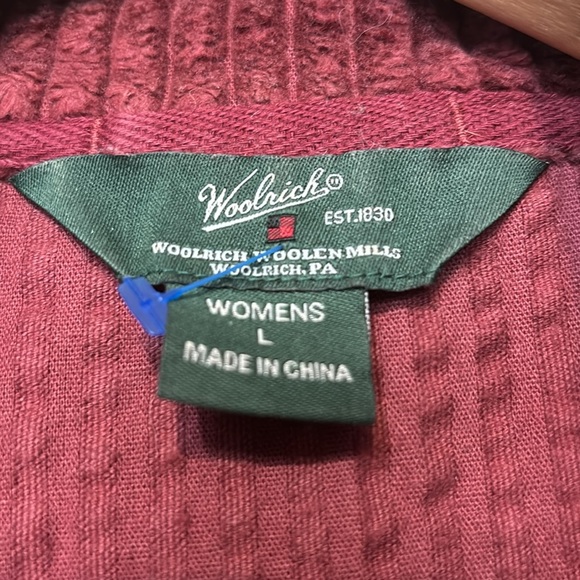 Woolrich®
EST.1830
WOOLRICH WOOLEN MILLS
WOOLRICH, PA
WOMENS
L
MADE IN CHINA